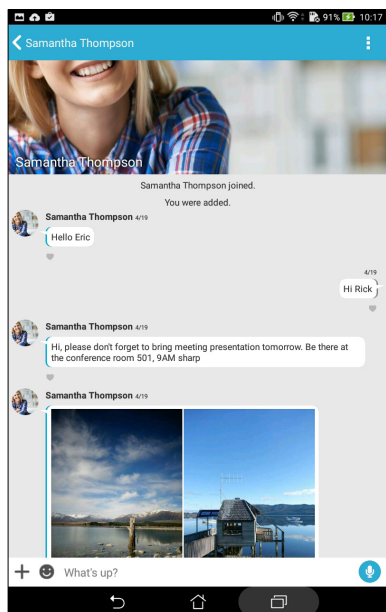 91% 10:17
Samantha Thompson
Samantha Thompson
Samantha Thompson joined.
You were added.
Samantha Thompson 4/19
Hello Eric
4/19
Hi Rick
Samantha Thompson 4/19
Hi, please don't forget to bring meeting presentation tomorrow. Be there at
the conference room 501, 9AM sharp
Samantha Thompson 4/19
What's up?